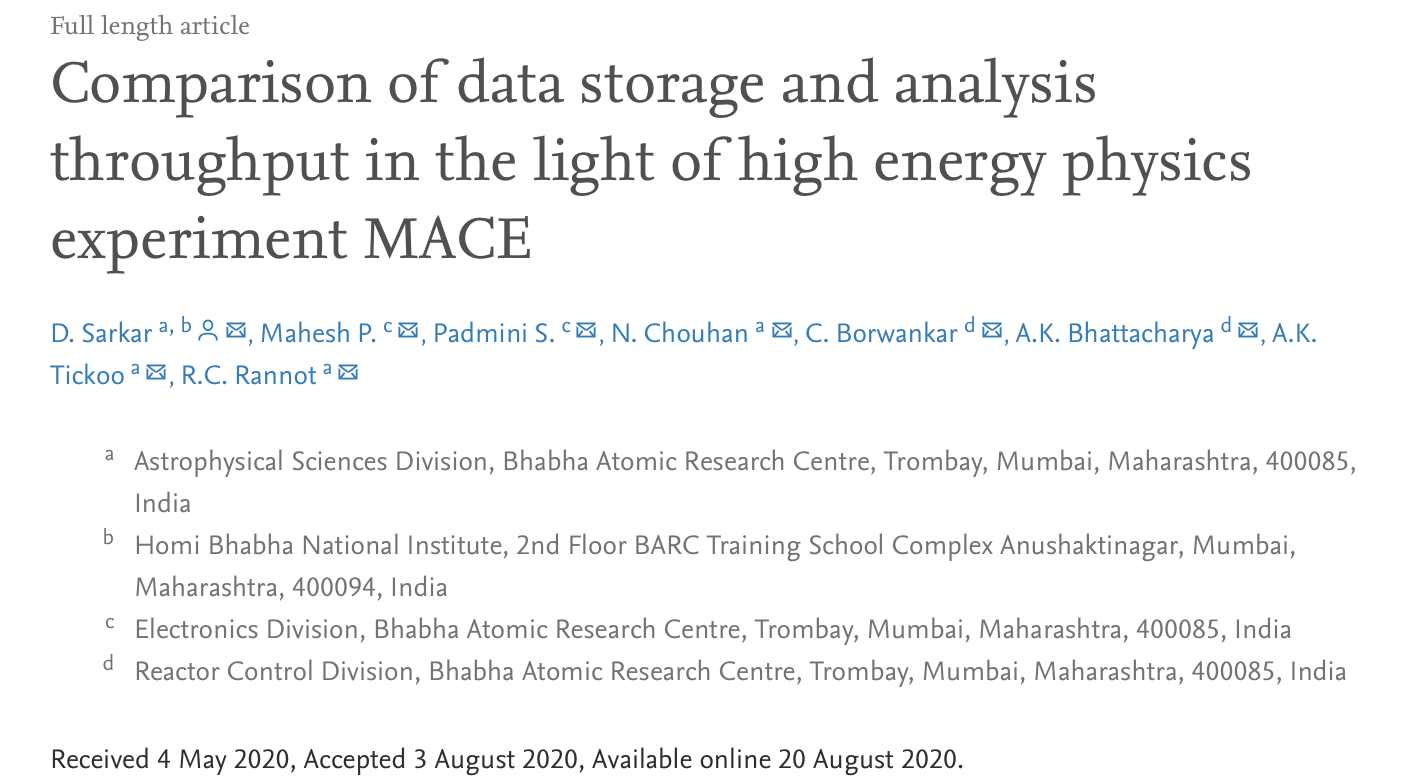 Full length article
Comparison of data storage and analysis
throughput in the light of high energy physics
experiment MACE
D. Sarkar a, b, Mahesh P. c, Padmini S. c, N. Chouhan a, C. Borwankar d, A.K. Bhattacharya d, A.K.
Tickoo a, R.C. Rannot a
a Astrophysical Sciences Division, Bhabha Atomic Research Centre, Trombay, Mumbai, Maharashtra, 400085,
India
b Homi Bhabha National Institute, 2nd Floor BARC Training School Complex Anushaktinagar, Mumbai,
Maharashtra, 400094, India
c Electronics Division, Bhabha Atomic Research Centre, Trombay, Mumbai, Maharashtra, 400085, India
d Reactor Control Division, Bhabha Atomic Research Centre, Trombay, Mumbai, Maharashtra, 400085, India
Received 4 May 2020, Accepted 3 August 2020, Available online 20 August 2020.